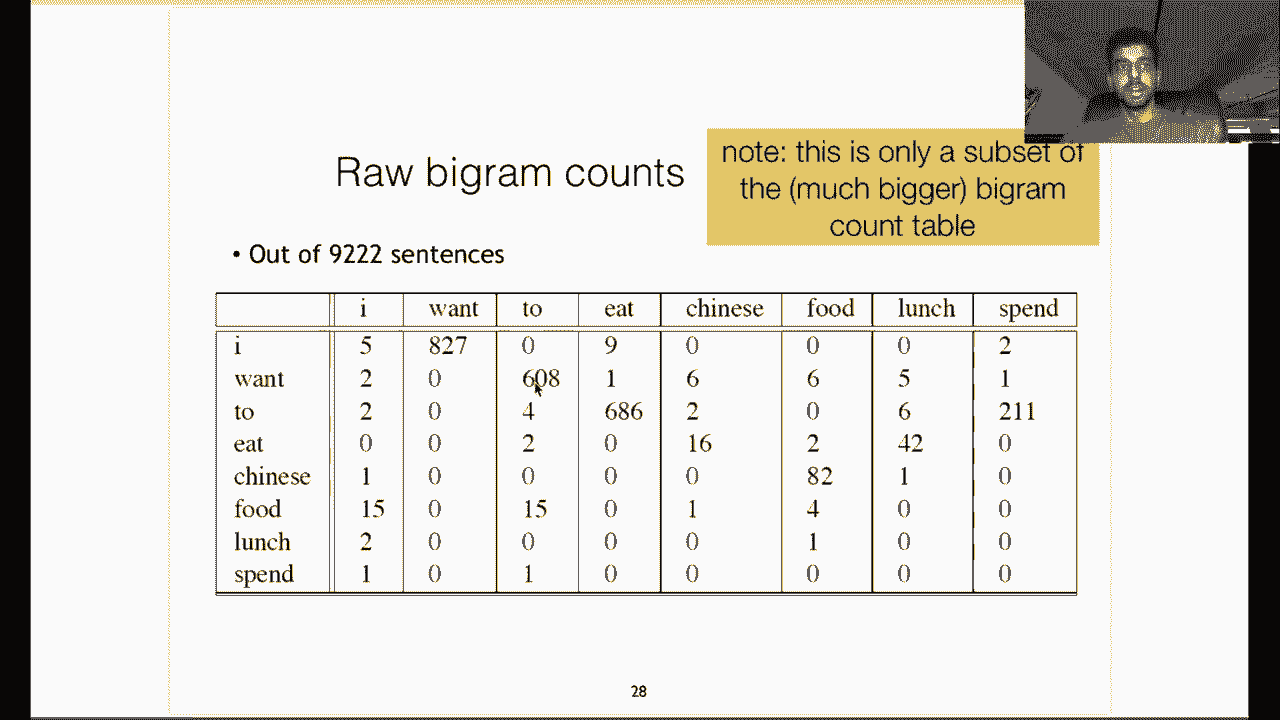 Raw bigram counts
note: this is only a subset of
the (much bigger) bigram
count table
• Out of 9222 sentences
i want to eat chinese food lunch spend
i 5 827 0 9 0 0 0 2
want 2 0 608 1 6 6 5 1
to 2 0 4 686 2 0 6 211
eat 0 0 2 0 16 2 42 0
chinese 1 0 0 0 0 82 1 0
food 15 0 15 0 1 4 0 0
lunch 2 0 0 0 0 1 0 0
spend 1 0 1 0 0 0 0 0
28